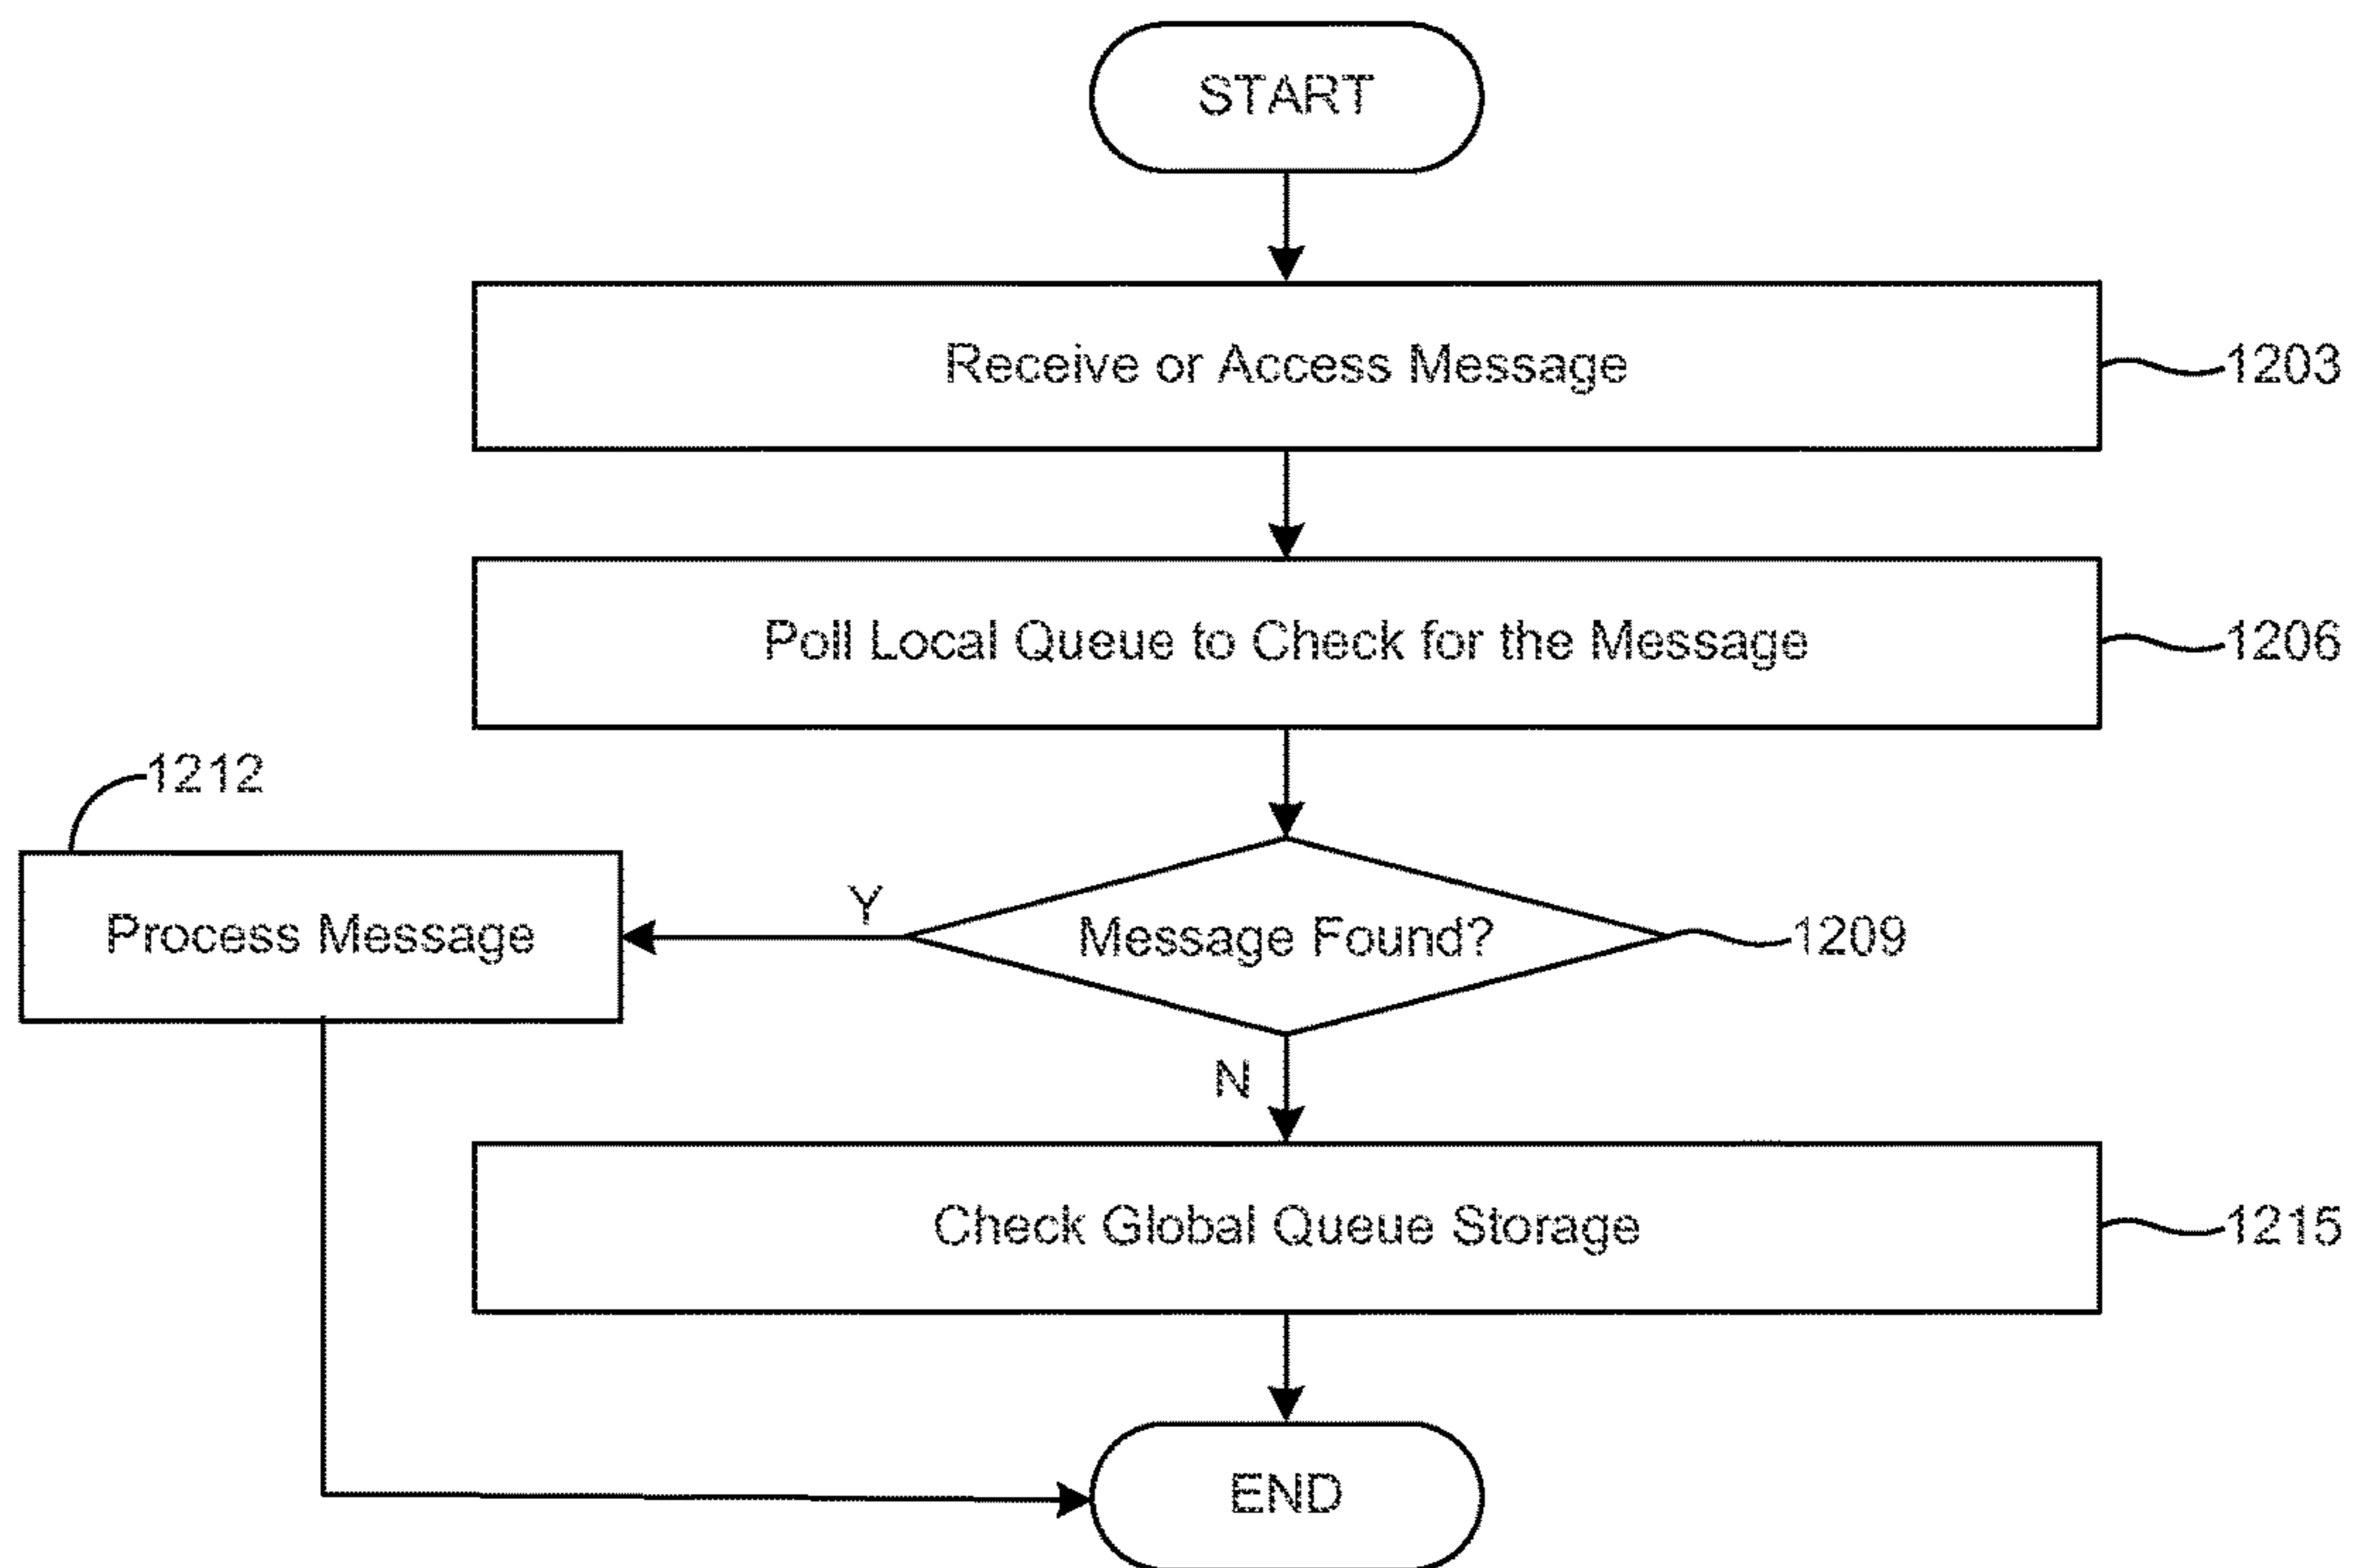 START
Receive or Access Message
1203
Poll Local Queue to Check for the Message
1206
1212
Process Message
Y
Message Found?
1209
N
Check Global Queue Storage
1215
END